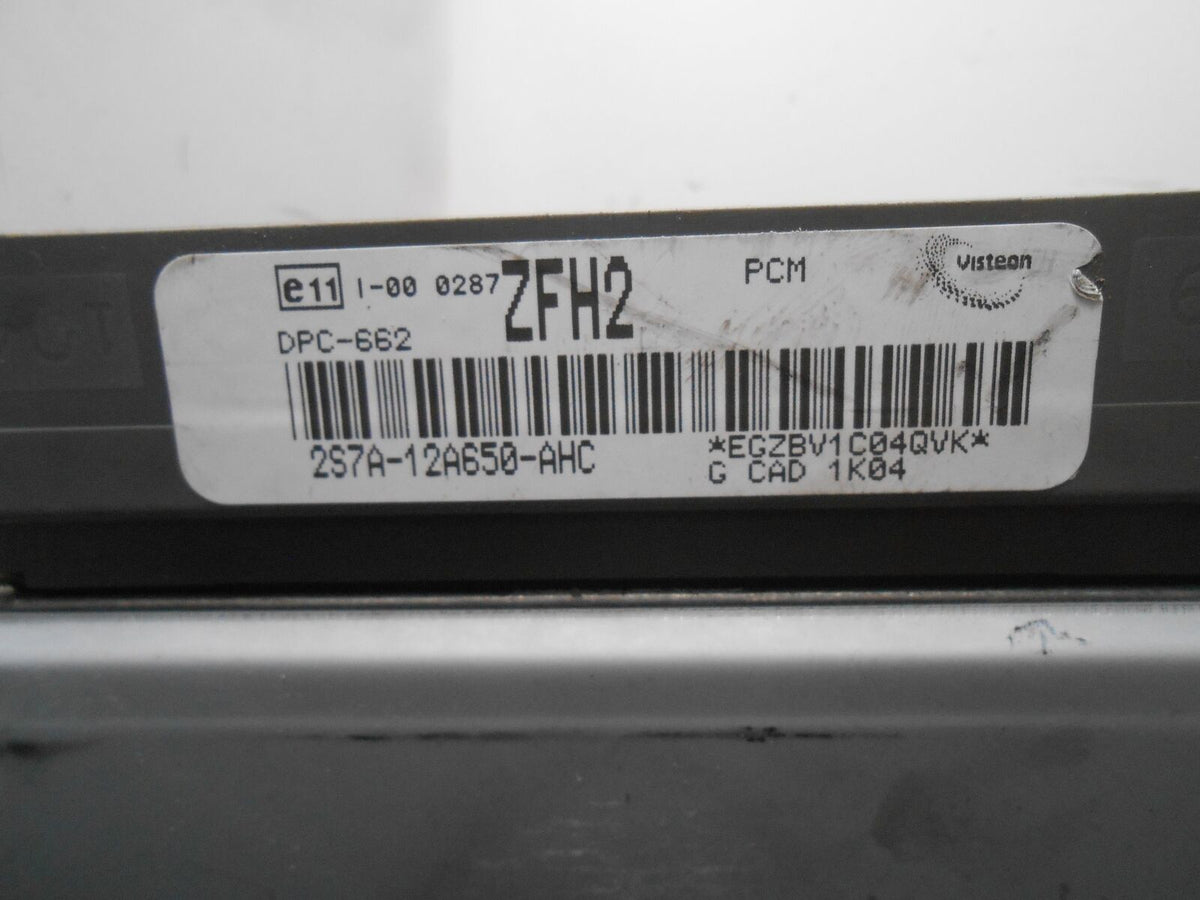 e11 I-00 0287 ZFH2 PCM Visteon
DPC-662
2S7A-12A650-AHC *EGZBV1C04QVK*
G CAD 1K04